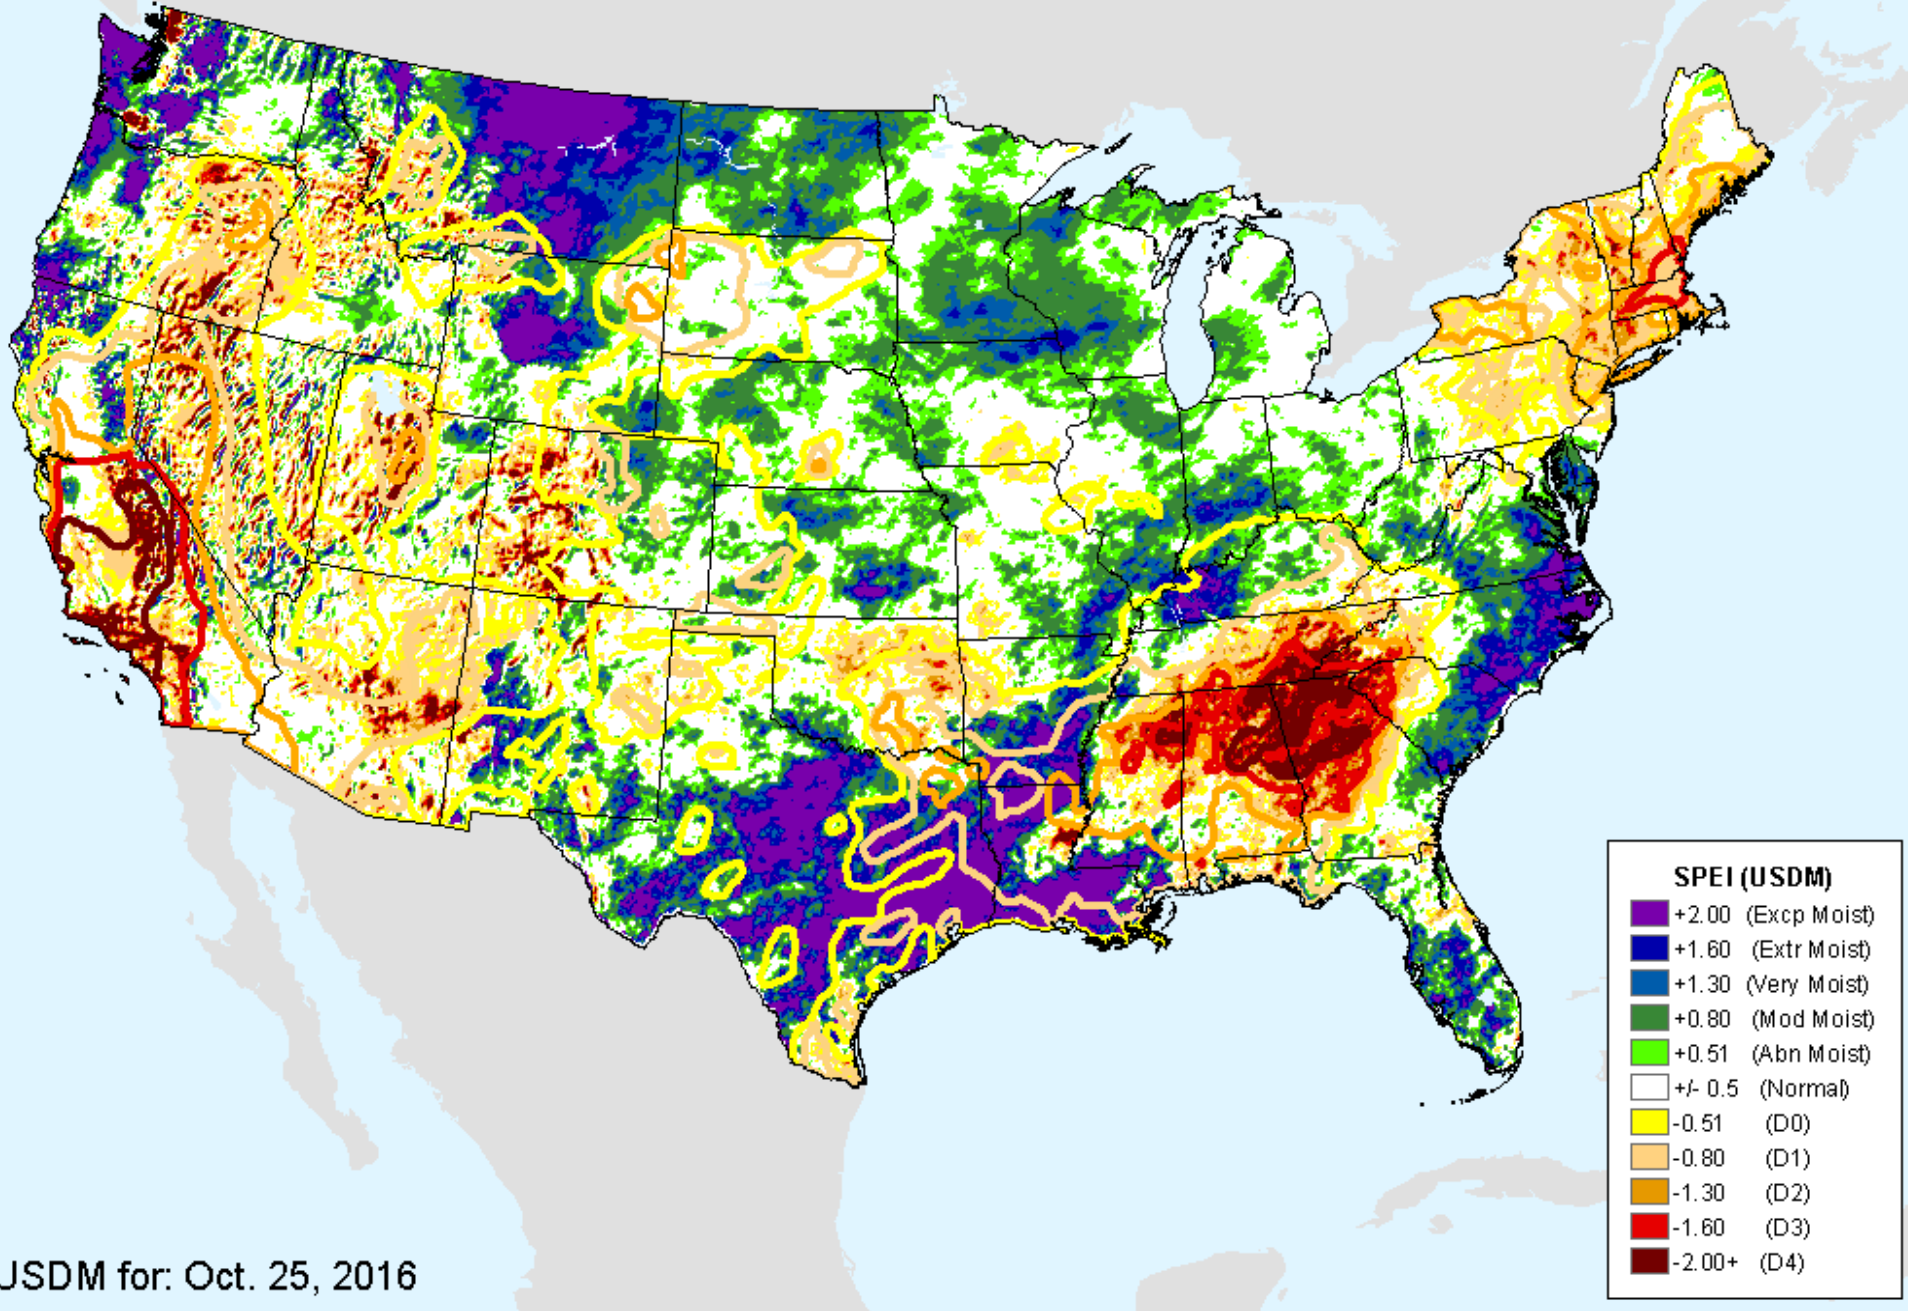 SPEI (USDM)
+2.00 (Excp Moist)
+1.60 (Extr Moist)
+1.30 (Very Moist)
+0.80 (Mod Moist)
+0.51 (Abn Moist)
+/- 0.5 (Normal)
-0.51 (D0)
-0.80 (D1)
-1.30 (D2)
-1.60 (D3)
-2.00+ (D4)
USDM for: Oct. 25, 2016